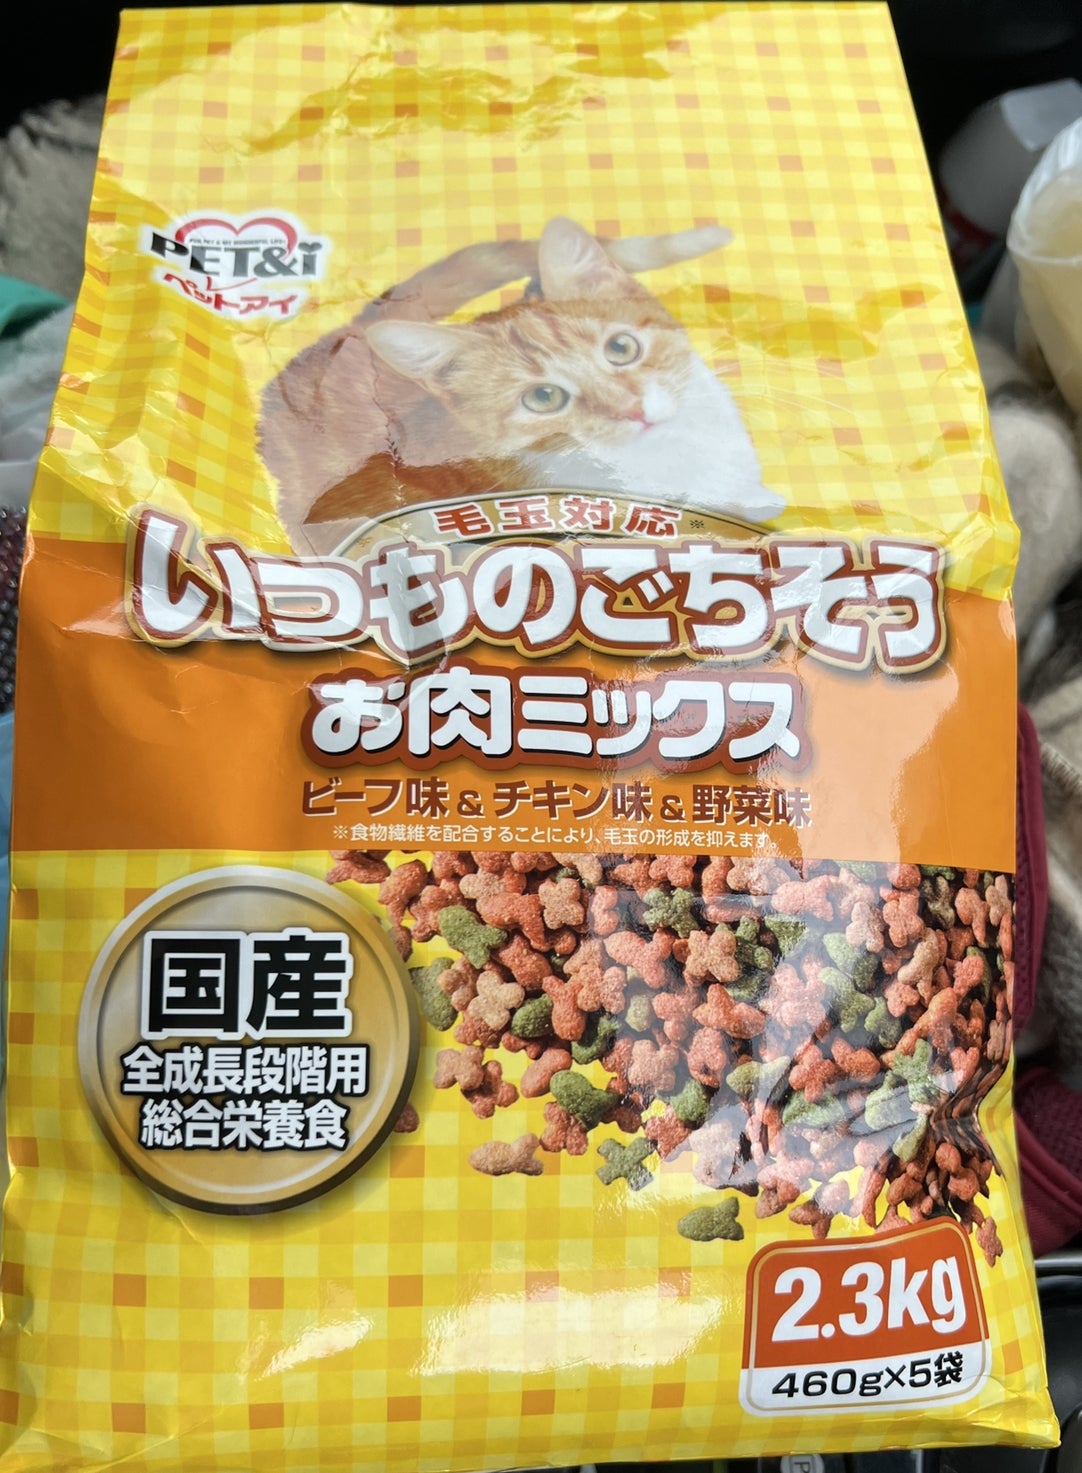 PET&i
ペットアイ
毛玉対応※
いつものごちそう
お肉ミックス
ビーフ味&チキン味&野菜味
※食物繊維を配合することにより、毛玉の形成を抑えます。
国産
全成長段階用
総合栄養食
2.3kg
460g×5袋